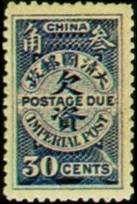 CHINA
角 叁
政郵國清大
欠
POSTAGE DUE
資
IMPERIAL POST
30 CENTS